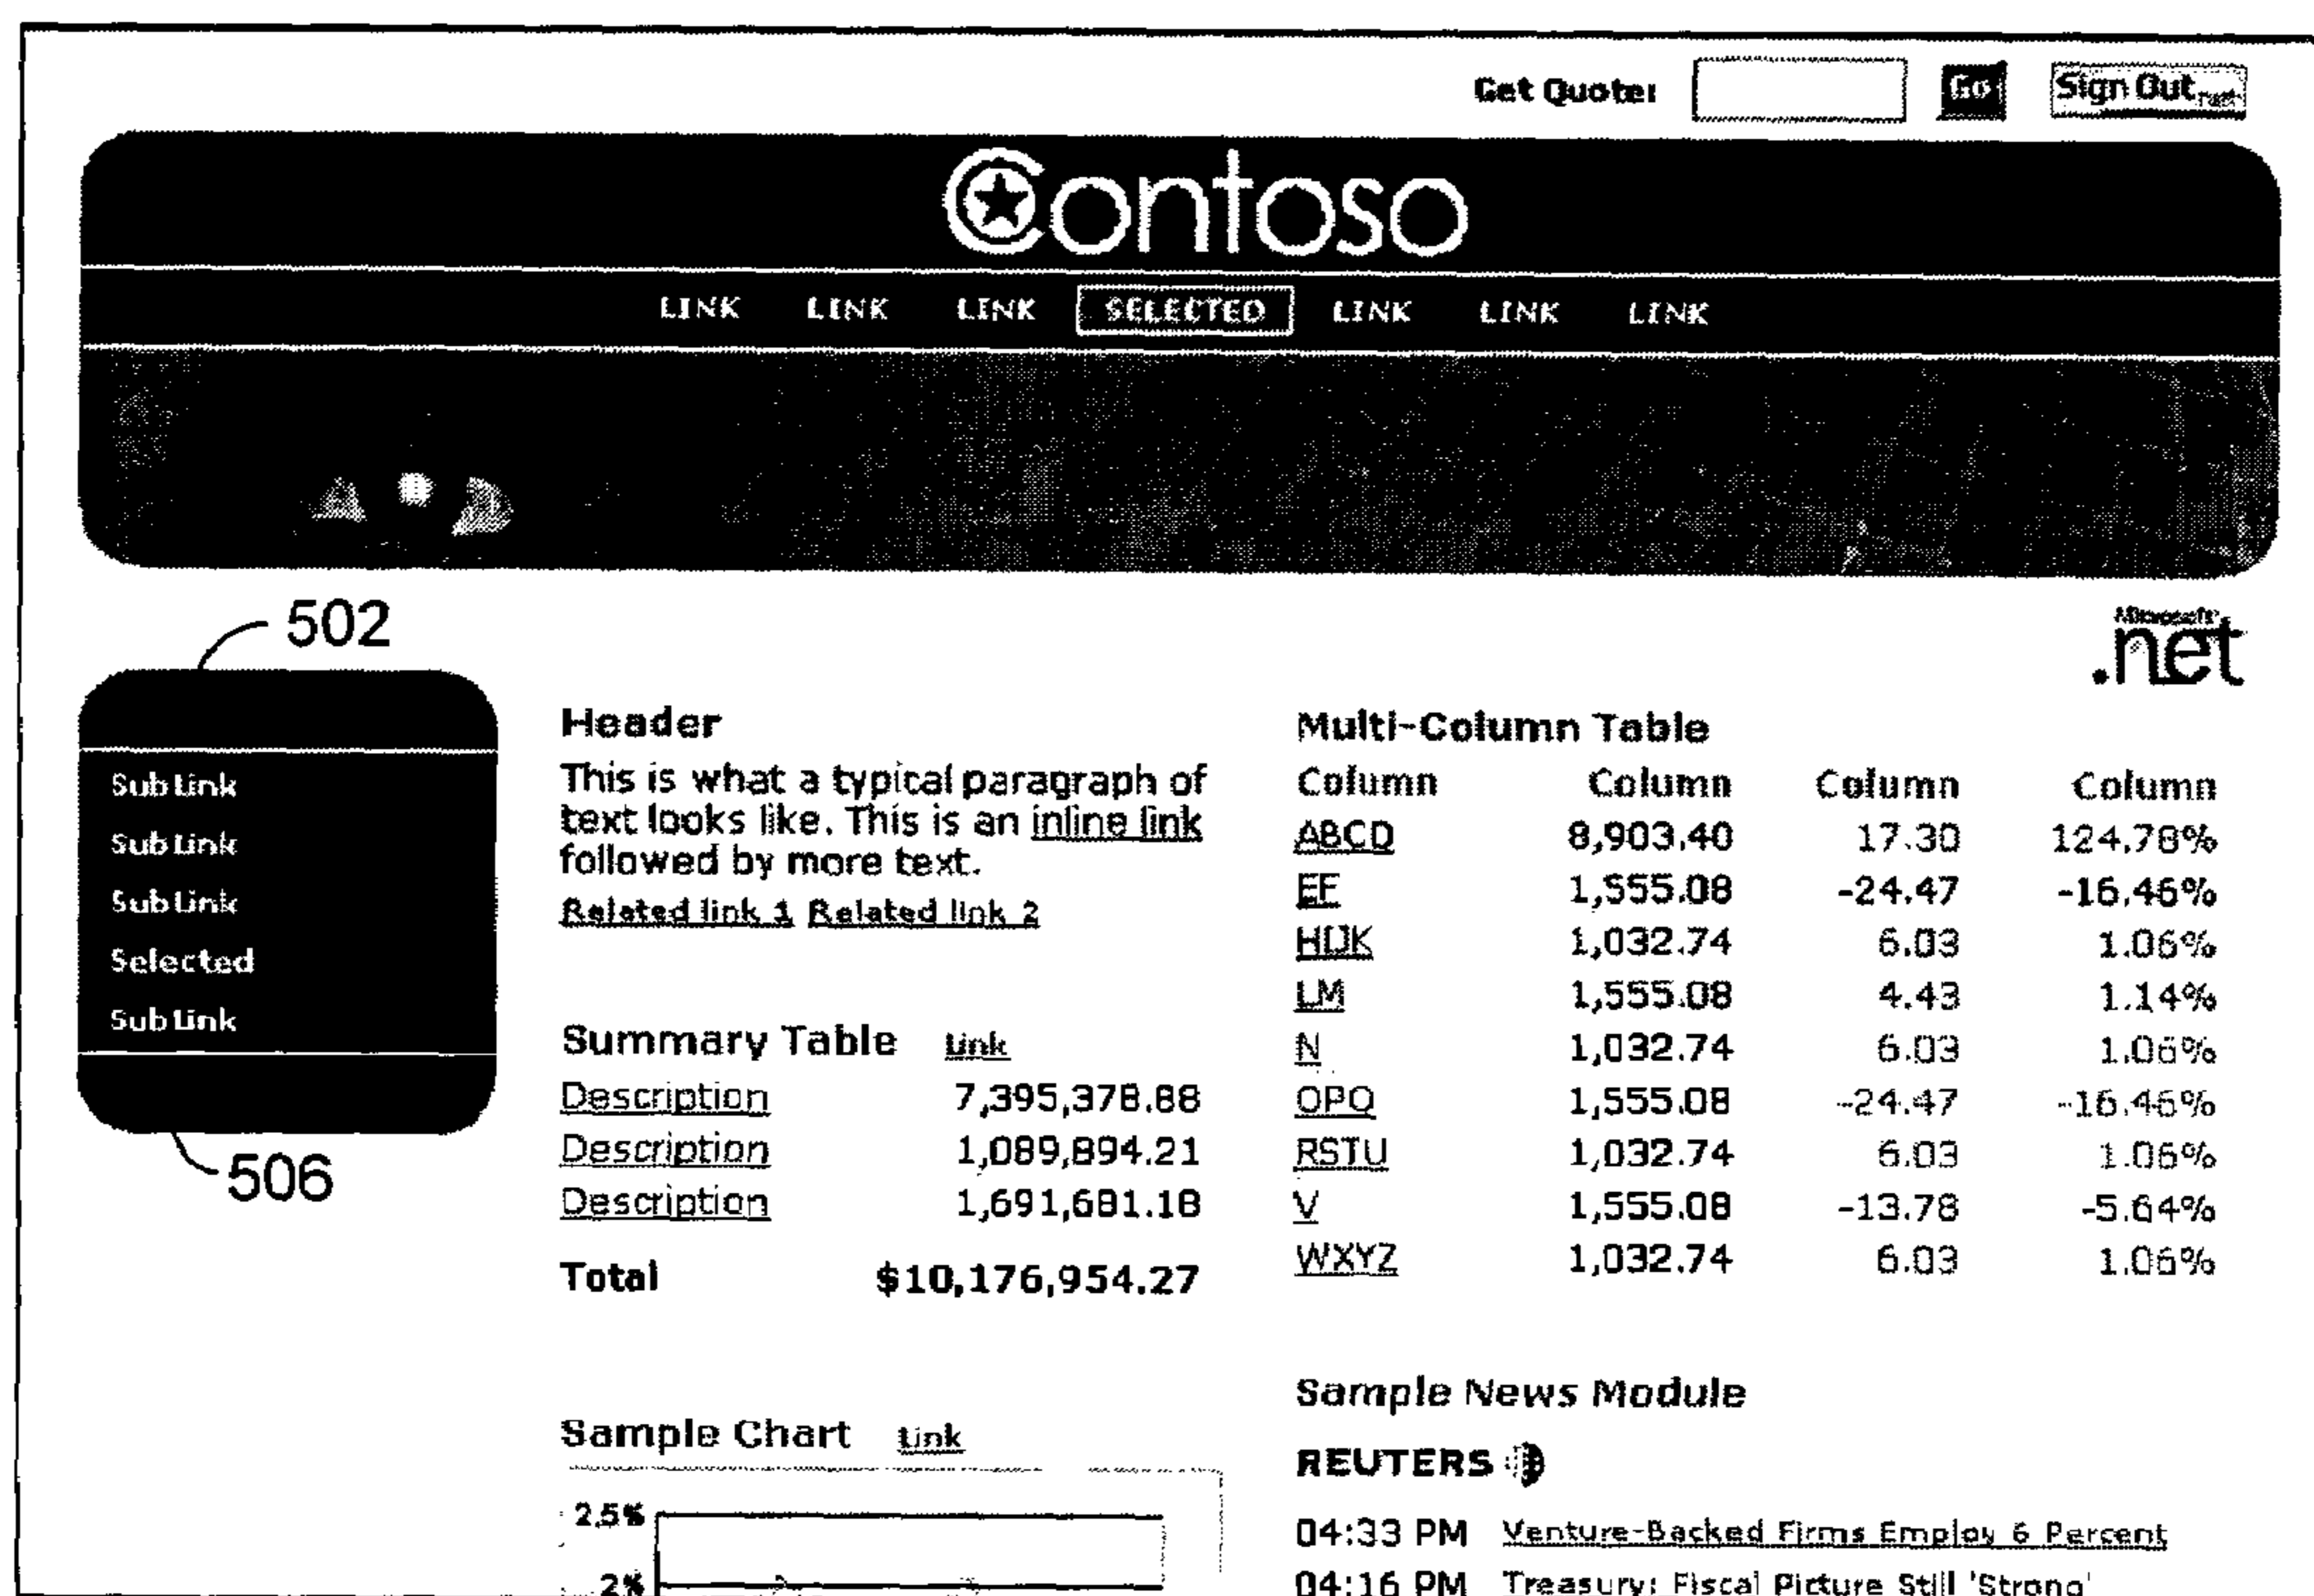 Get Quote: Go Sign Out
Contoso
LINK LINK LINK SELECTED LINK LINK LINK
502
Microsoft
.net
Sub Link
Sub Link
Sub Link
Selected
Sub Link
506
Header
This is what a typical paragraph of
text looks like. This is an inline link
followed by more text.
Related link 1 Related link 2
Summary Table Link
Description 7,395,378.88
Description 1,089,894.21
Description 1,691,681.18
Total $10,176,954.27
Sample Chart Link
2.5%
2%
Multi-Column Table
Column Column Column Column
ABCD 8,903.40 17.30 124.78%
EF 1,555.08 -24.47 -16.46%
HIJK 1,032.74 6.03 1.06%
LM 1,555.08 4.43 1.14%
N 1,032.74 6.03 1.06%
OPQ 1,555.08 -24.47 -16.46%
RSTU 1,032.74 6.03 1.06%
V 1,555.08 -13.78 -5.64%
WXYZ 1,032.74 6.03 1.06%
Sample News Module
REUTERS
04:33 PM Venture-Backed Firms Employ 6 Percent
04:16 PM Treasury: Fiscal Picture Still 'Strong'